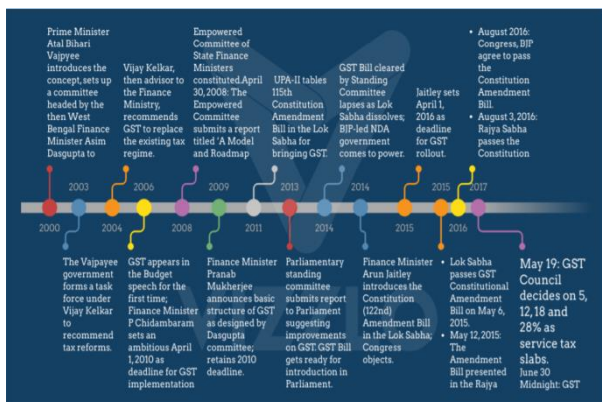 Prime Minister
Atal Bihari
Vajpyee
introduces the
concept,sets up
a committee
headed by the
then West
Bengal Finance
Minister Asim
Dasgupta to
Vijay Kelkar,
then advisor to
the Finance
Ministry,
recommends
GST to replace
the existing tax
regime.
Empowered
Committee of
State Finance
Ministers
constituted.April
30,2008: The
Empowered
Committee
submits a report
titled 'A Model
and Roadmap
UPA-II tables
115th
Constitution
Amendment
Bill in the Lok
Sabha for
bringing GST.
GST Bill cleared
by Standing
Committee
lapses as Lok
Sabha dissolves;
BJP-led NDA
government
comes to power.
Jaitley sets
April 1,
2016 as
deadline
for GST
rollout.
• August 2016:
Congress, BJP
agree to pass
the
Constitution
Amendment
Bill.
• August 3,2016:
Rajya Sabha
passes the
Constitution
2003 2006 2009 2013 2014 2015 2017
2000 2004 2008 2011 2014 2015 2016
The Vajpayee
government
forms a task
force under
Vijay Kelkar
to
recommend
tax reforms.
GST appears in
the Budget
speech for the
first time;
Finance Minister
P Chidambaram
sets an
ambitious April
1,2010 as
deadline for GST
implementation
Finance Minister
Pranab
Mukherjee
announces basic
structure of GST
as designed by
Dasgupta
committee;
retains 2010
deadline.
Parliamentary
standing
committee
submits report
to Parliament
suggesting
improvements
on GST. GST Bill
gets ready for
introduction in
Parliament.
Finance Minister
Arun Jaitley
introduces the
Constitution
(122nd)
Amendment Bill
in the Lok Sabha;
Congress
objects.
• Lok Sabha
passes GST
Constitutional
Amendment
Bill on May 6,
2015.
• May 12,2015:
The
Amendment
Bill presented
in the Rajya
May 19: GST
Council
decides on 5,
12,18 and
28% as
service tax
slabs.
June 30
Midnight: GST